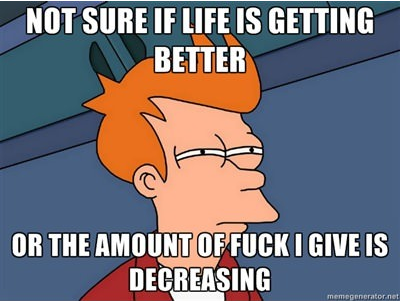 NOT SURE IF LIFE IS GETTING
BETTER
OR THE AMOUNT OF FUCK I GIVE IS
DECREASING
memegenerator.net